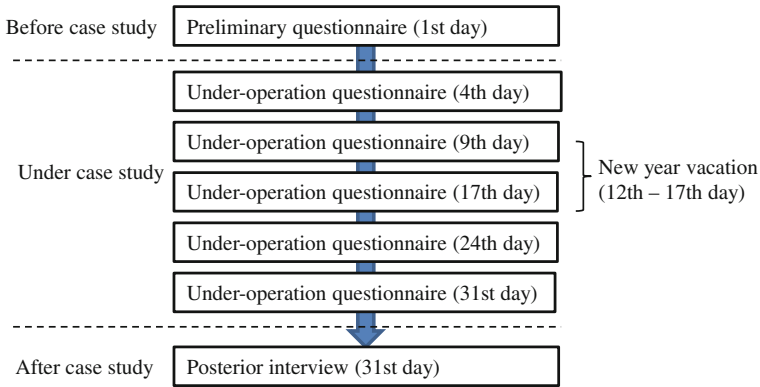 Before case study
Preliminary questionnaire (1st day)
Under case study
Under-operation questionnaire (4th day)
Under-operation questionnaire (9th day)
Under-operation questionnaire (17th day)
Under-operation questionnaire (24th day)
Under-operation questionnaire (31st day)
New year vacation
(12th – 17th day)
After case study
Posterior interview (31st day)